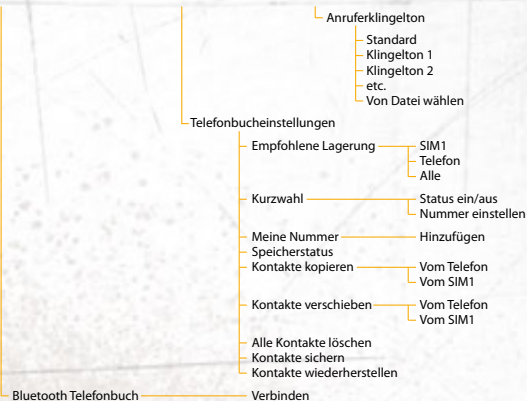 Anruferklingelton
Standard
Klingelton 1
Klingelton 2
etc.
Von Datei wählen
Telefonbucheinstellungen
Empfohlene Lagerung SIM1
Telefon
Alle
Kurzwahl Status ein/aus
Nummer einstellen
Meine Nummer Hinzufügen
Speicherstatus
Kontakte kopieren Vom Telefon
Vom SIM1
Kontakte verschieben Vom Telefon
Vom SIM1
Alle Kontakte löschen
Kontakte sichern
Kontakte wiederherstellen
Bluetooth Telefonbuch Verbinden